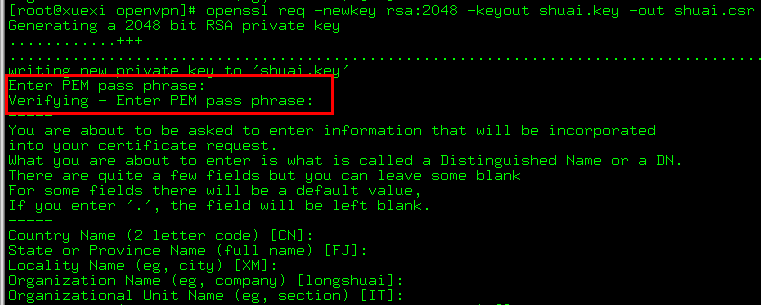 [root@xuexi openvpn]# openssl req -newkey rsa:2048 -keyout shuai.key -out shuai.csr
Generating a 2048 bit RSA private key
............+++
....................................................................................................
writing new private key to 'shuai.key'
Enter PEM pass phrase:
Verifying - Enter PEM pass phrase:
-----
You are about to be asked to enter information that will be incorporated
into your certificate request.
What you are about to enter is what is called a Distinguished Name or a DN.
There are quite a few fields but you can leave some blank
For some fields there will be a default value,
If you enter '.', the field will be left blank.
-----
Country Name (2 letter code) [CN]:
State or Province Name (full name) [FJ]:
Locality Name (eg, city) [XM]:
Organization Name (eg, company) [longshuai]:
Organizational Unit Name (eg, section) [IT]: